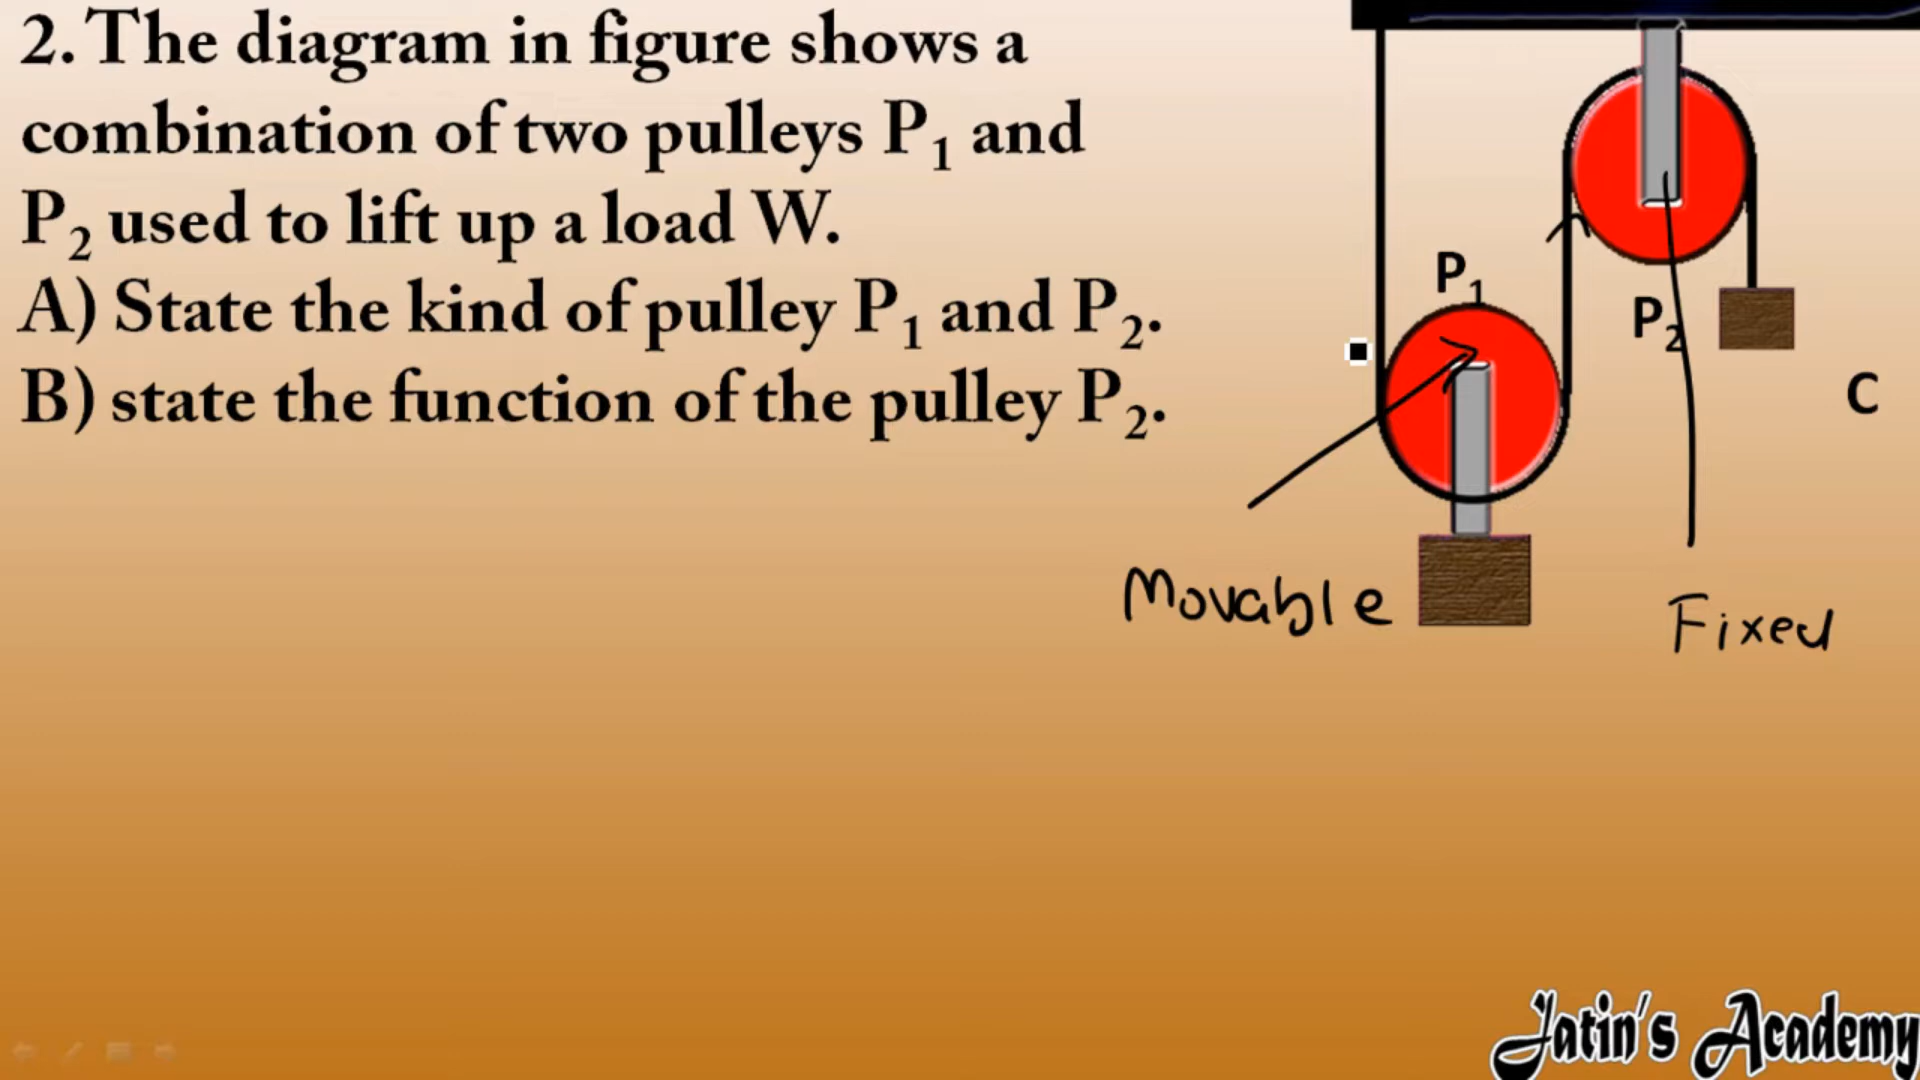 2. The diagram in figure shows a
combination of two pulleys P₁ and
P₂ used to lift up a load W.
A) State the kind of pulley P₁ and P₂.
B) state the function of the pulley P₂.
P₁
P₂
C
Movable
Fixed
Jatin's Academy